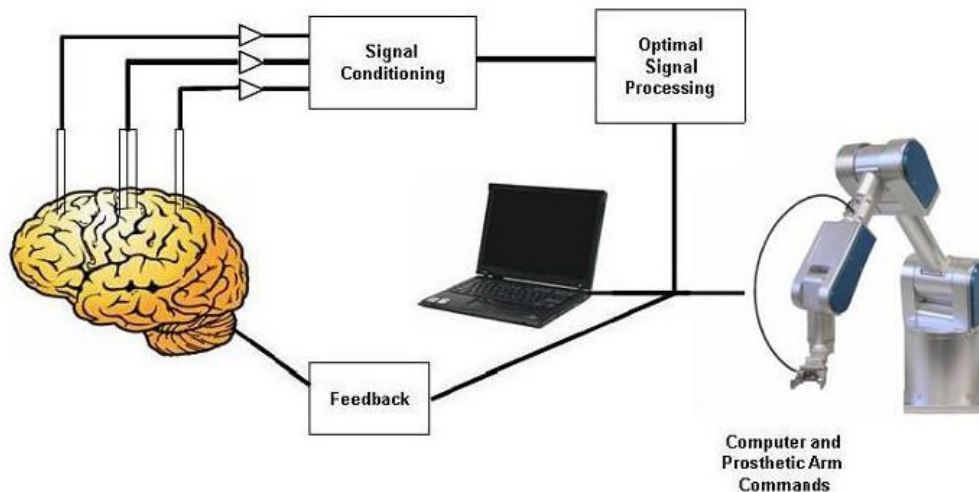 Signal
Conditioning
Optimal
Signal
Processing
Feedback
Computer and
Prosthetic Arm
Commands